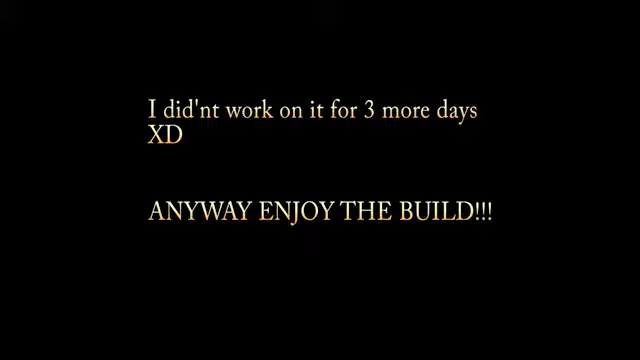 I did'nt work on it for 3 more days
XD
ANYWAY ENJOY THE BUILD!!!